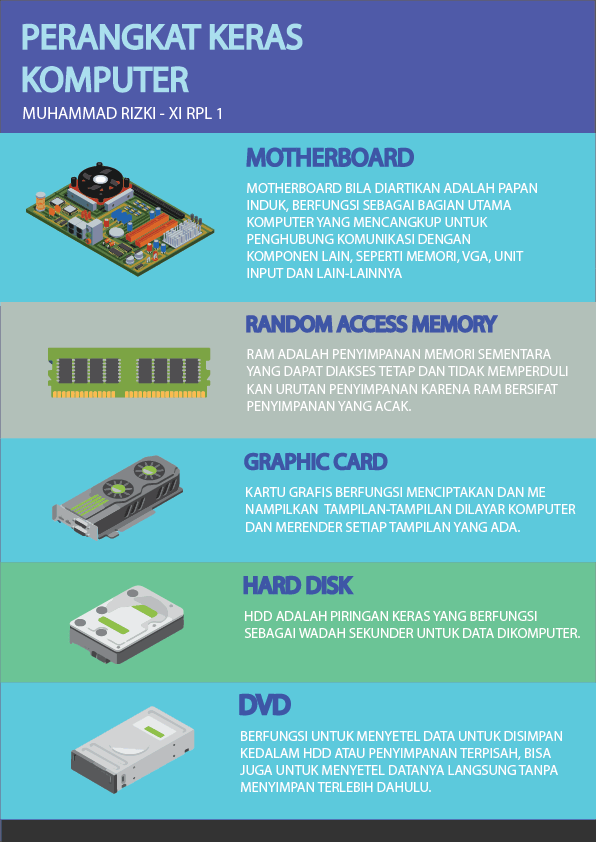 PERANGKAT KERAS
KOMPUTER
MUHAMMAD RIZKI - XI RPL 1
MOTHERBOARD
MOTHERBOARD BILA DIARTIKAN ADALAH PAPAN
INDUK, BERFUNGSI SEBAGAI BAGIAN UTAMA
KOMPUTER YANG MENCANGKUP UNTUK
PENGHUBUNG KOMUNIKASI DENGAN
KOMPONEN LAIN, SEPERTI MEMORI, VGA, UNIT
INPUT DAN LAIN-LAINNYA
RANDOM ACCESS MEMORY
RAM ADALAH PENYIMPANAN MEMORI SEMENTARA
YANG DAPAT DIAKSES TETAP DAN TIDAK MEMPERDULI
KAN URUTAN PENYIMPANAN KARENA RAM BERSIFAT
PENYIMPANAN YANG ACAK.
GRAPHIC CARD
KARTU GRAFIS BERFUNGSI MENCIPTAKAN DAN ME
NAMPILKAN TAMPILAN-TAMPILAN DILAYAR KOMPUTER
DAN MERENDER SETIAP TAMPILAN YANG ADA.
HARD DISK
HDD ADALAH PIRINGAN KERAS YANG BERFUNGSI
SEBAGAI WADAH SEKUNDER UNTUK DATA DIKOMPUTER.
DVD
BERFUNGSI UNTUK MENYETEL DATA UNTUK DISIMPAN
KEDALAM HDD ATAU PENYIMPANAN TERPISAH, BISA
JUGA UNTUK MENYETEL DATANYA LANGSUNG TANPA
MENYIMPAN TERLEBIH DAHULU.